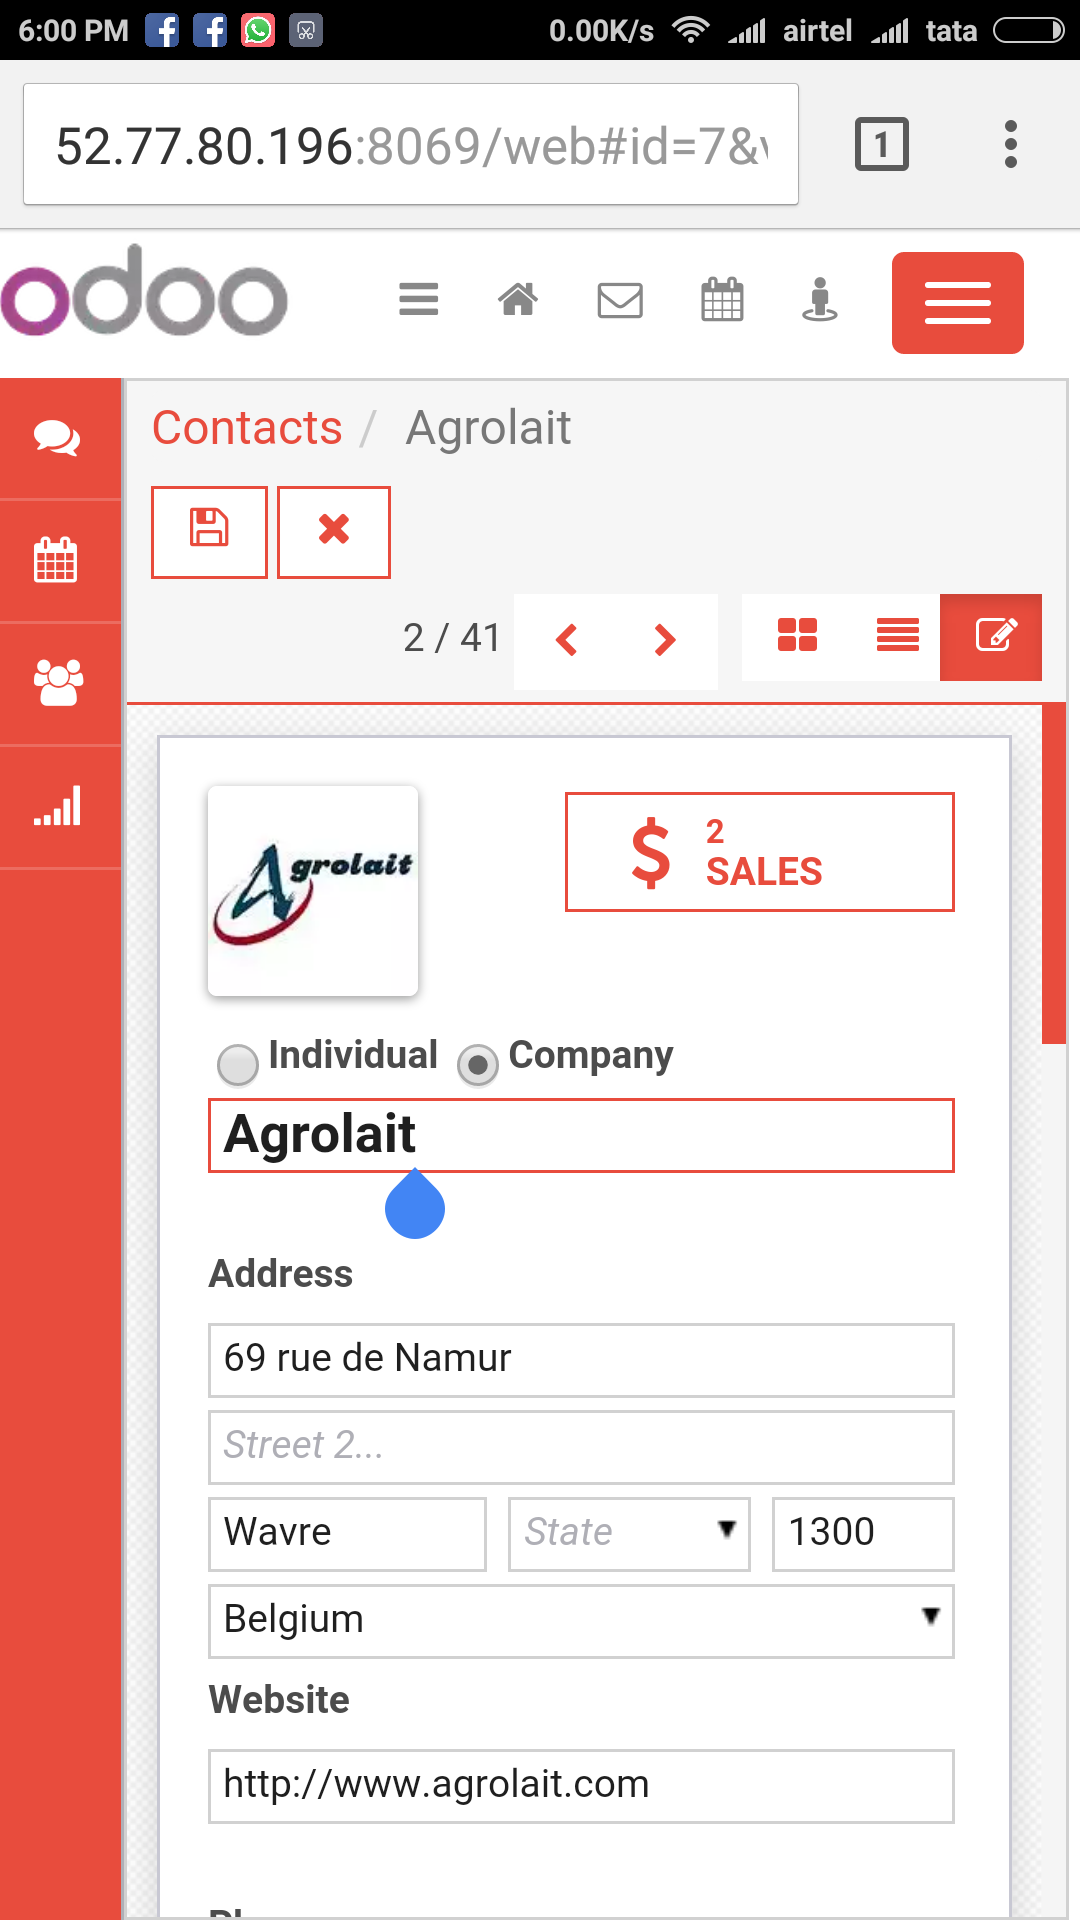 6:00 PM 0.00K/s airtel tata
52.77.80.196:8069/web#id=7&
1
odoo
Contacts / Agrolait
2 / 41
Agrolait
2
SALES
Individual Company
Agrolait
Address
69 rue de Namur
Street 2...
Wavre State 1300
Belgium
Website
http://www.agrolait.com